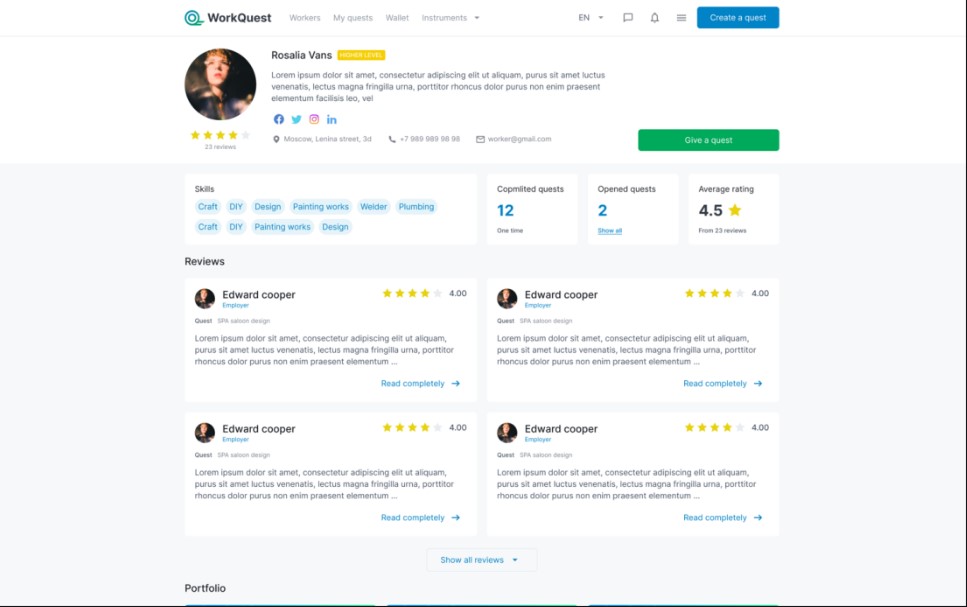 WorkQuest Workers My quests Wallet Instruments EN Create a quest
Rosalia Vans HIGHER LEVEL
Lorem ipsum dolor sit amet, consectetur adipiscing elit ut aliquam, purus sit amet luctus
venenatis, lectus magna fringilla urna, porttitor rhoncus dolor purus non enim praesent
elementum facilisis leo, vel
23 reviews
Moscow, Lenina street, 3d +7 989 989 98 98 worker@gmail.com
Give a quest
Skills
Craft DIY Design Painting works Welder Plumbing
Craft DIY Painting works Design
Copmlited quests
12
One time
Opened quests
2
Show all
Average rating
4.5
From 23 reviews
Reviews
Edward cooper 4.00
Employer
Quest SPA saloon design
Lorem ipsum dolor sit amet, consectetur adipiscing elit ut aliquam,
purus sit amet luctus venenatis, lectus magna fringilla urna, porttitor
rhoncus dolor purus non enim praesent elementum ...
Read completely
Edward cooper 4.00
Employer
Quest SPA saloon design
Lorem ipsum dolor sit amet, consectetur adipiscing elit ut aliquam,
purus sit amet luctus venenatis, lectus magna fringilla urna, porttitor
rhoncus dolor purus non enim praesent elementum ...
Read completely
Edward cooper 4.00
Employer
Quest SPA saloon design
Lorem ipsum dolor sit amet, consectetur adipiscing elit ut aliquam,
purus sit amet luctus venenatis, lectus magna fringilla urna, porttitor
rhoncus dolor purus non enim praesent elementum ...
Read completely
Edward cooper 4.00
Employer
Quest SPA saloon design
Lorem ipsum dolor sit amet, consectetur adipiscing elit ut aliquam,
purus sit amet luctus venenatis, lectus magna fringilla urna, porttitor
rhoncus dolor purus non enim praesent elementum ...
Read completely
Show all reviews
Portfolio